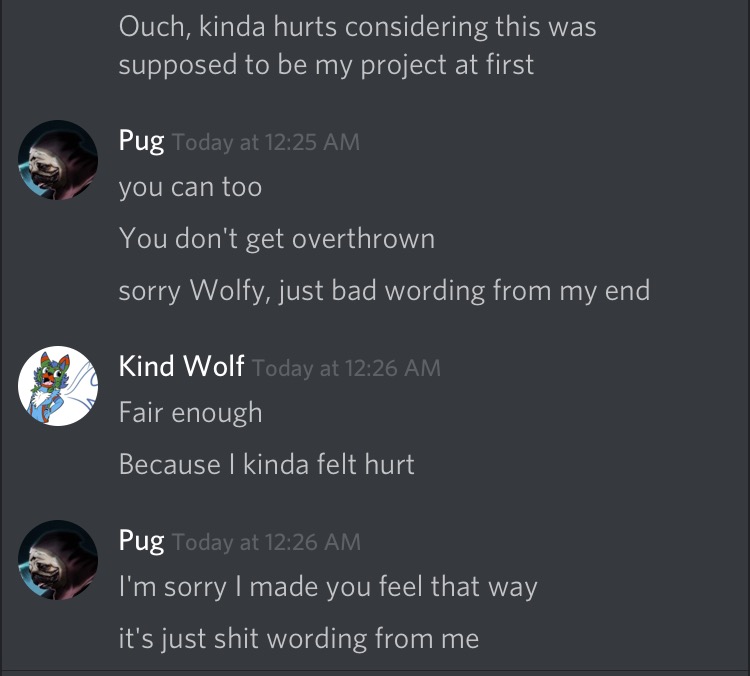 Ouch, kinda hurts considering this was
supposed to be my project at first
Pug Today at 12:25 AM
you can too
You don't get overthrown
sorry Wolfy, just bad wording from my end
Kind Wolf Today at 12:26 AM
Fair enough
Because I kinda felt hurt
Pug Today at 12:26 AM
I'm sorry I made you feel that way
it's just shit wording from me